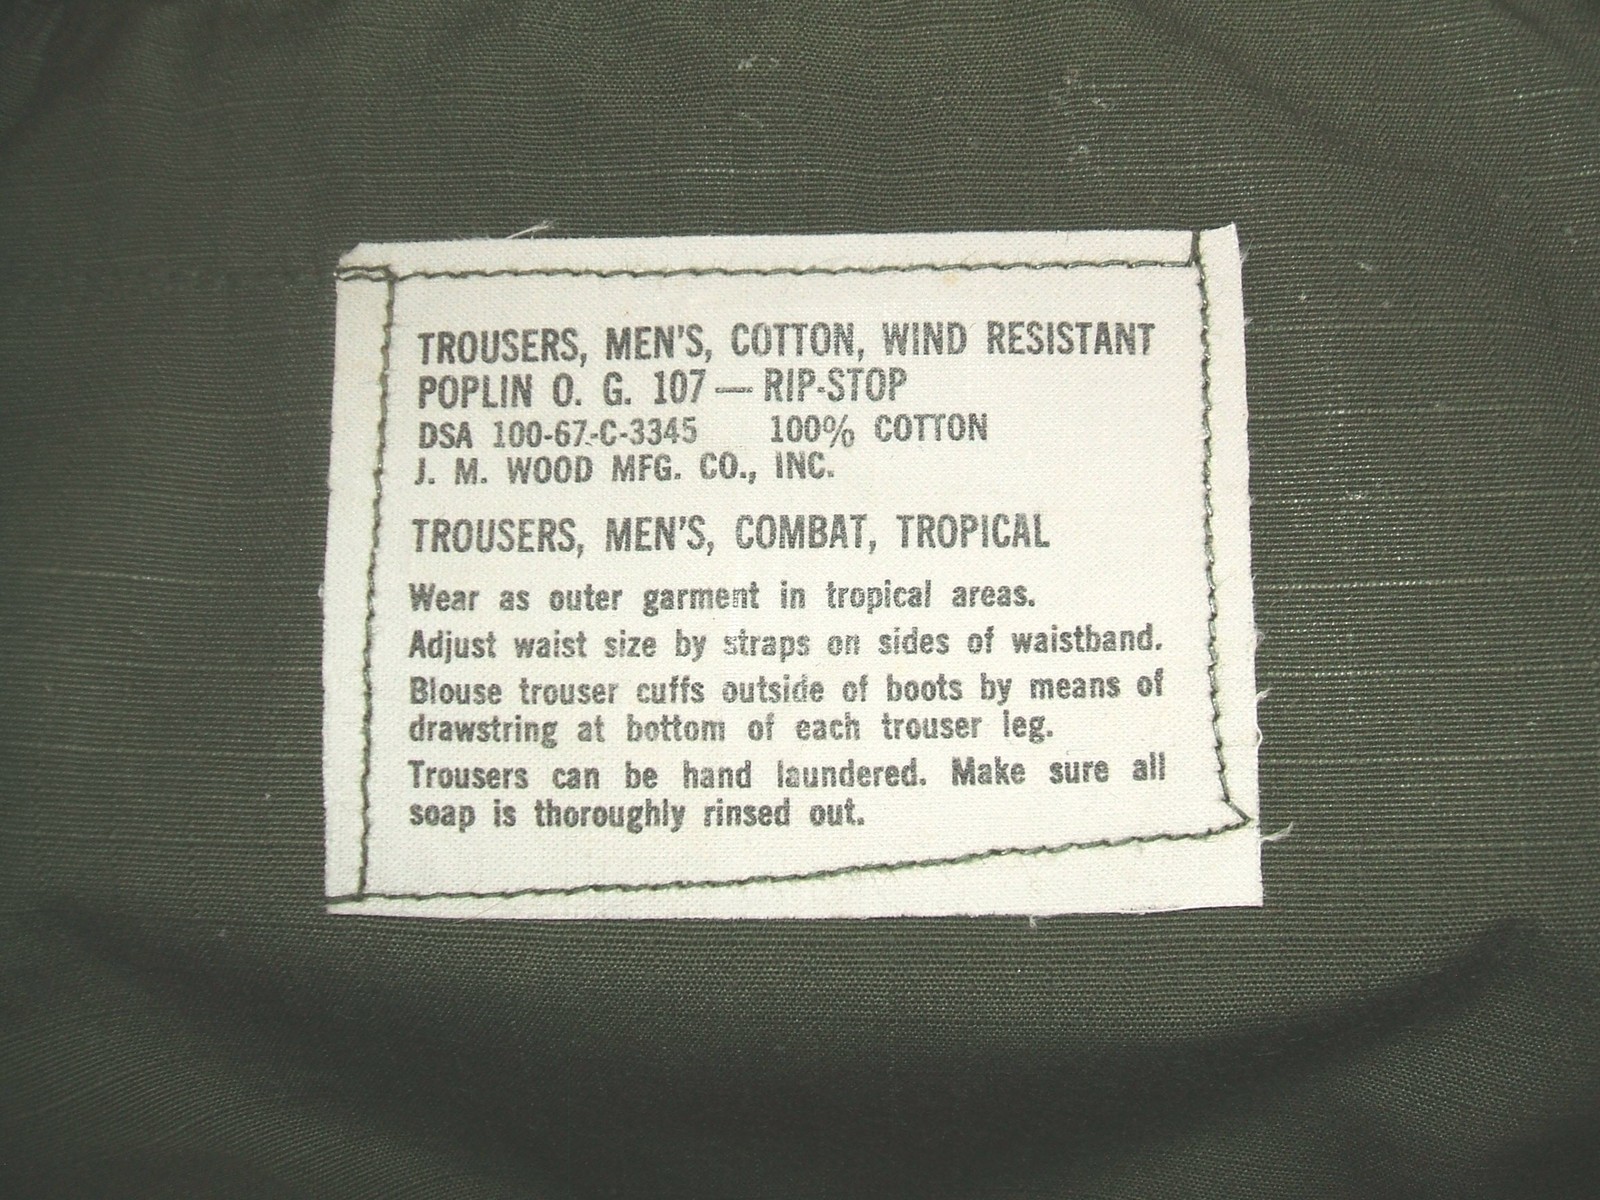 TROUSERS, MEN'S, COTTON, WIND RESISTANT
POPLIN O. G. 107 — RIP-STOP
DSA 100-67-C-3345 100% COTTON
J. M. WOOD MFG. CO., INC.
TROUSERS, MEN'S, COMBAT, TROPICAL
Wear as outer garment in tropical areas.
Adjust waist size by straps on sides of waistband.
Blouse trouser cuffs outside of boots by means of
drawstring at bottom of each trouser leg.
Trousers can be hand laundered. Make sure all
soap is thoroughly rinsed out.